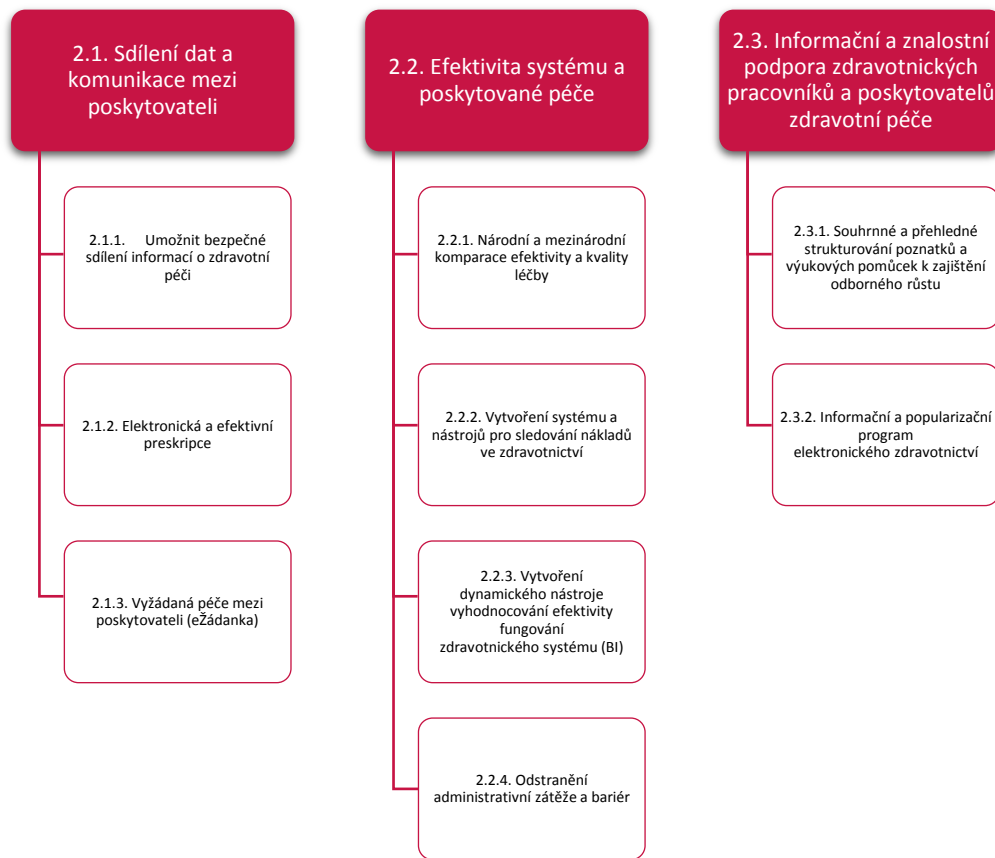 2.1. Sdílení dat a
komunikace mezi
poskytovateli
2.1.1. Umožnit bezpečné
sdílení informací o zdravotní
péči
2.1.2. Elektronická a efektivní
preskripce
2.1.3. Vyžádaná péče mezi
poskytovateli (eŽádanka)
2.2. Efektivita systému a
poskytované péče
2.2.1. Národní a mezinárodní
komparace efektivity a kvality
léčby
2.2.2. Vytvoření systému a
nástrojů pro sledování nákladů
ve zdravotnictví
2.2.3. Vytvoření
dynamického nástroje
vyhodnocování efektivity
fungování
zdravotnického systému (BI)
2.2.4. Odstranění
administrativní zátěže a bariér
2.3. Informační a znalostní
podpora zdravotnických
pracovníků a poskytovatelů
zdravotní péče
2.3.1. Souhrnné a přehledné
strukturování poznatků a
výukových pomůcek k zajištění
odborného růstu
2.3.2. Informační a popularizační
program
elektronického zdravotnictví